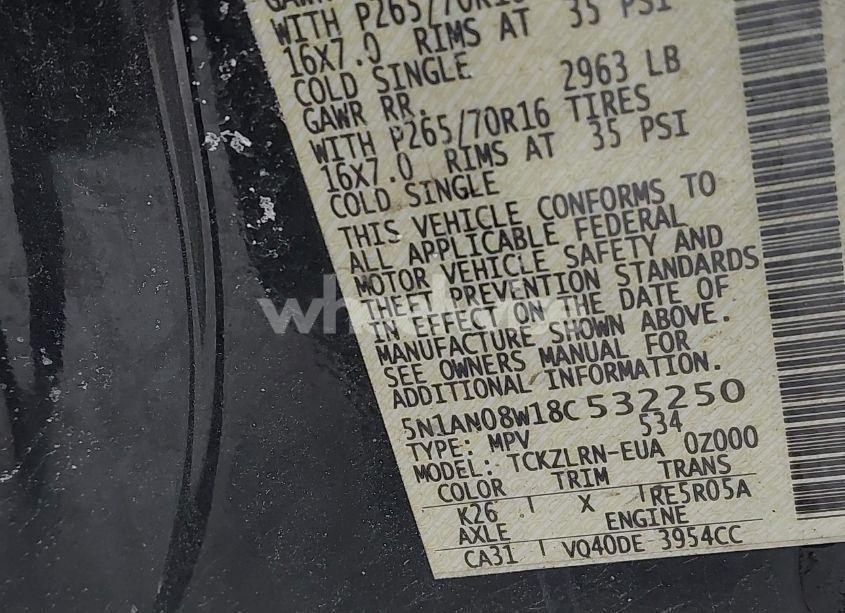 GAWR
WITH P265/70R16
16X7.0 RIMS AT 35 PSI
COLD SINGLE
GAWR RR. 2963 LB
WITH P265/70R16 TIRES
16X7.0 RIMS AT 35 PSI
COLD SINGLE
THIS VEHICLE CONFORMS TO
ALL APPLICABLE FEDERAL
MOTOR VEHICLE SAFETY AND
THEFT PREVENTION STANDARDS
IN EFFECT ON THE DATE OF
MANUFACTURE SHOWN ABOVE.
SEE OWNERS MANUAL FOR
ADDITIONAL INFORMATION.
5N1AN08W18C532250
TYPE: MPV 534
MODEL: TCKZLRN-EUA 0Z000
COLOR TRIM TRANS
K26 X RE5R05A
AXLE ENGINE
CA31 VQ40DE 3954CC